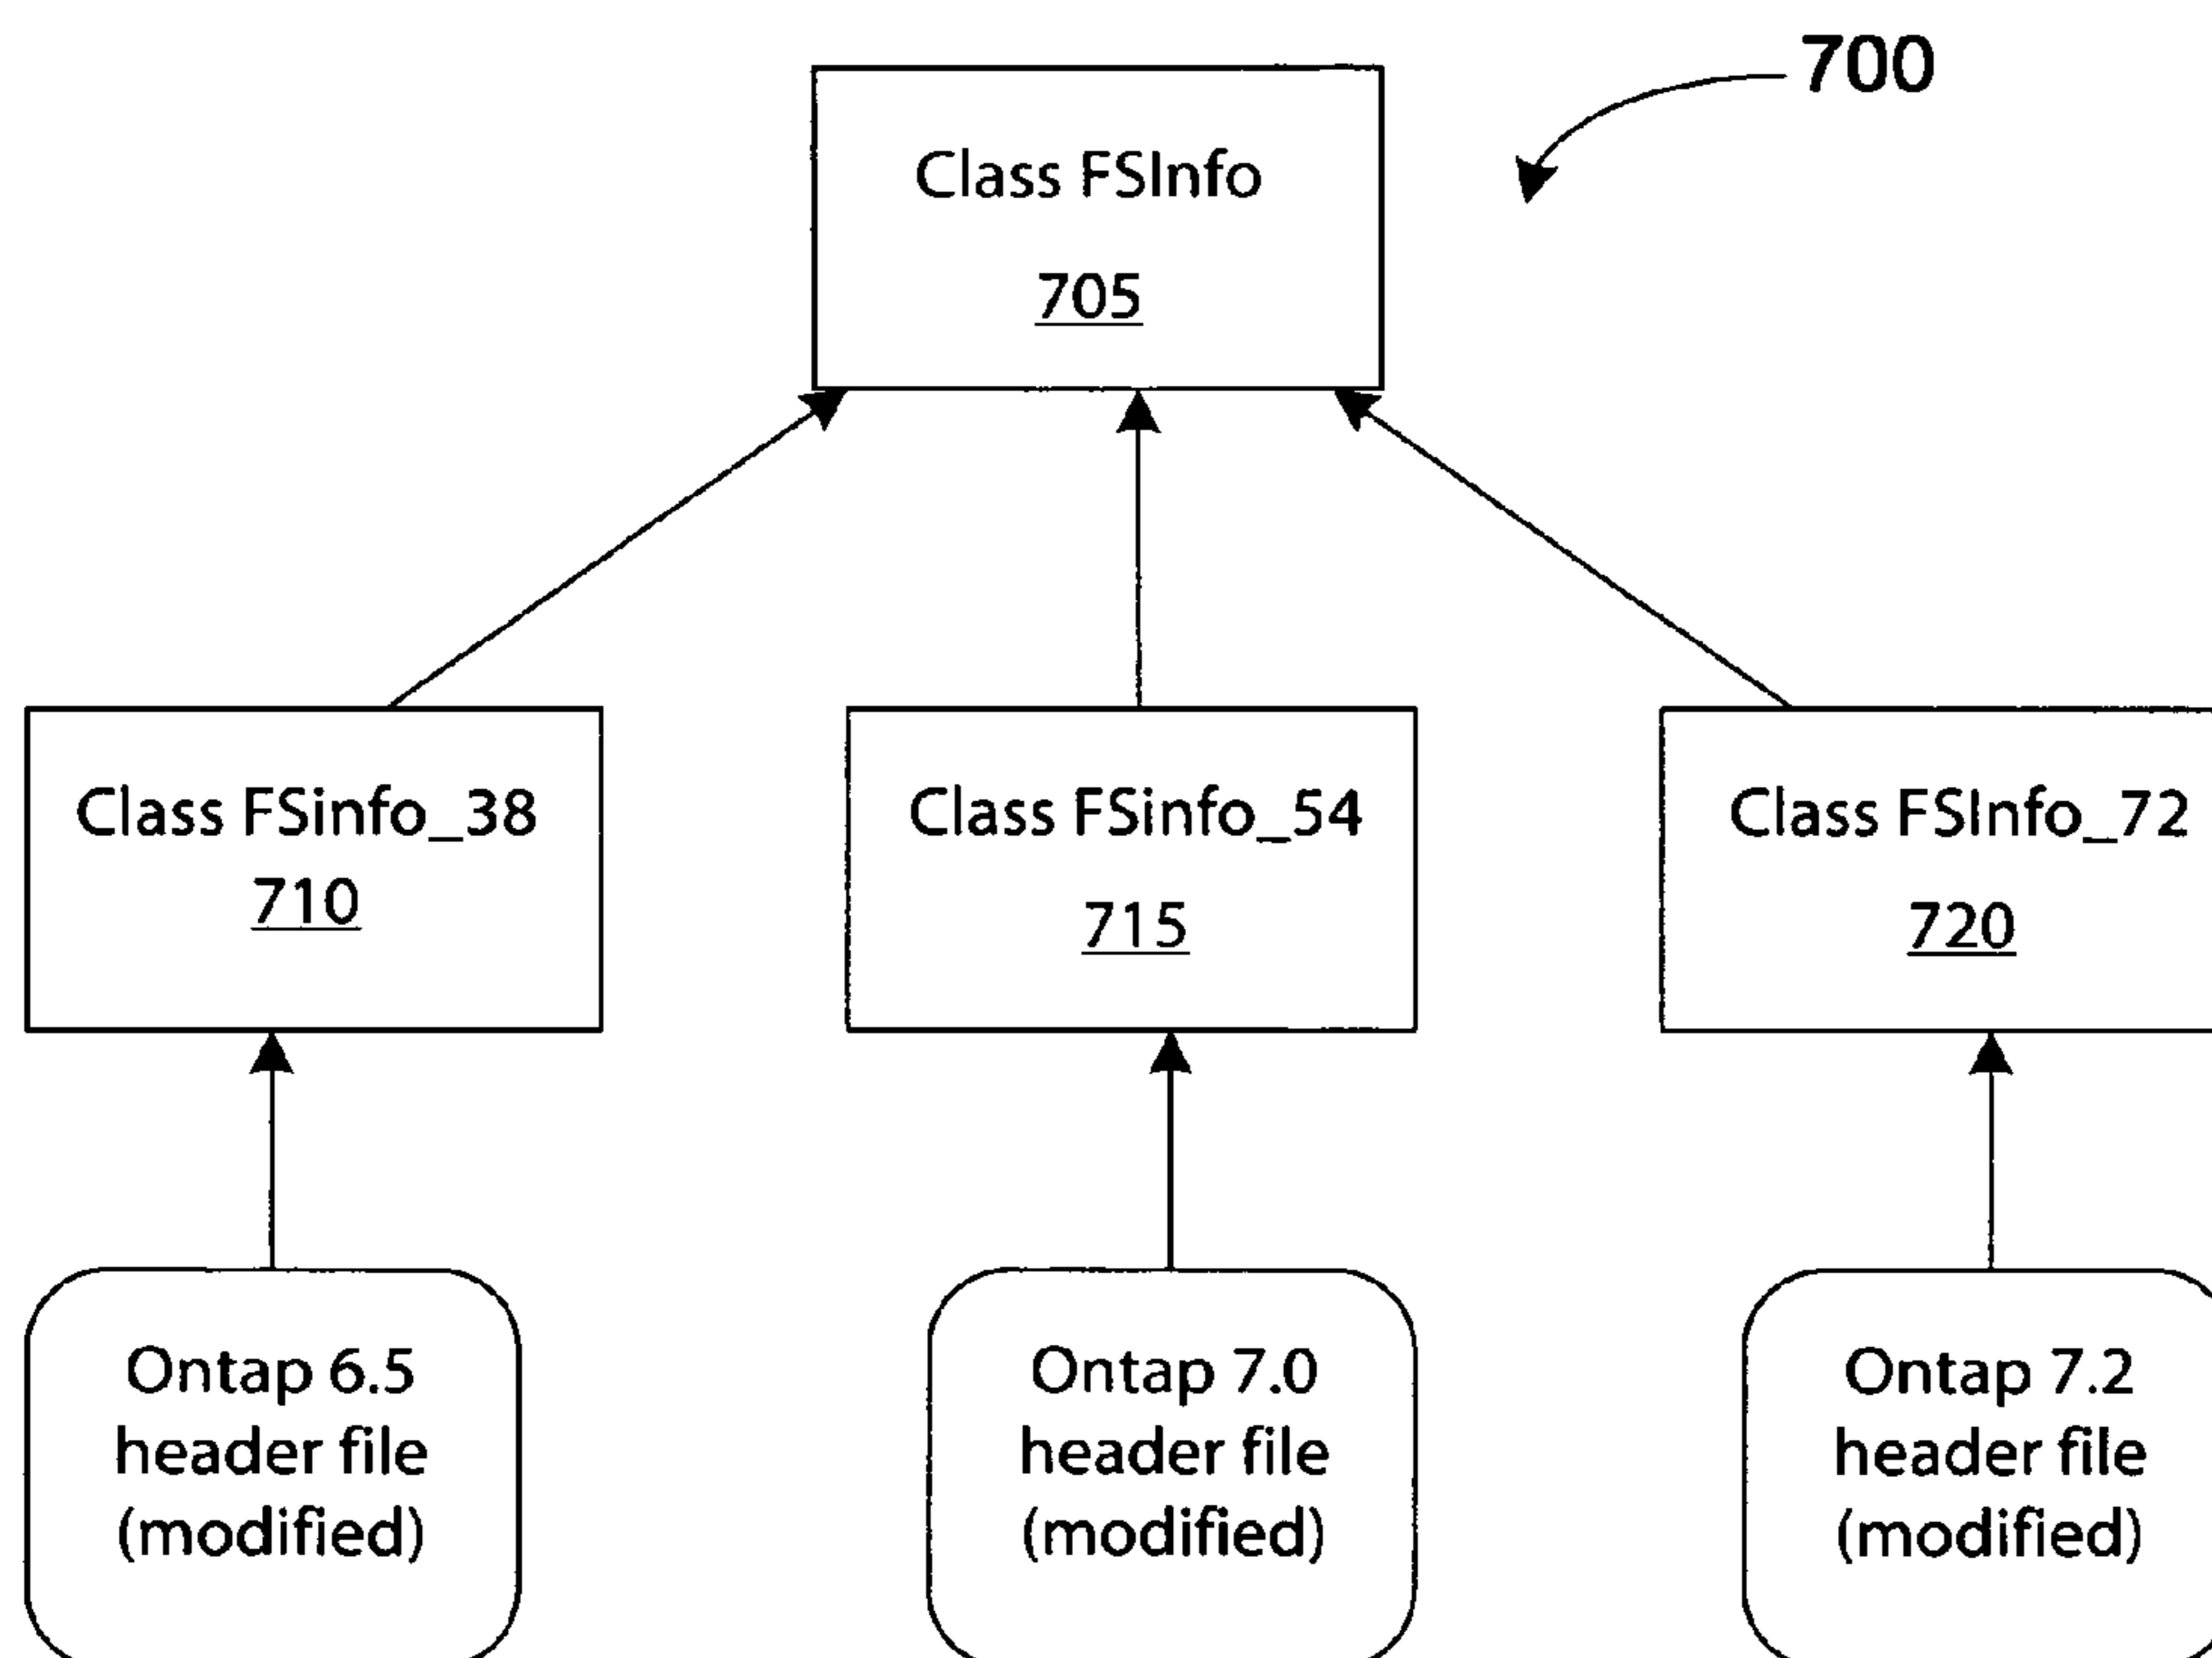 700
Class FSInfo
705
Class FSinfo_38
710
Class FSinfo_54
715
Class FSInfo_72
720
Ontap 6.5
header file
(modified)
Ontap 7.0
header file
(modified)
Ontap 7.2
header file
(modified)